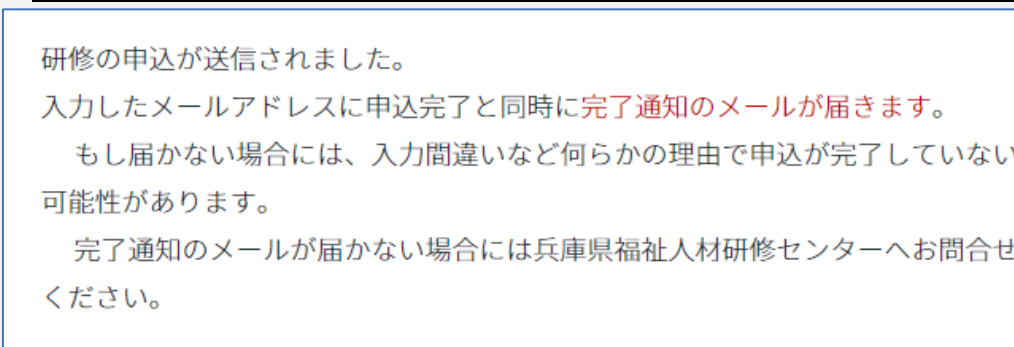 研修の申込が送信されました。
入力したメールアドレスに申込完了と同時に完了通知のメールが届きます。
もし届かない場合には、入力間違いなど何らかの理由で申込が完了していない
可能性があります。
完了通知のメールが届かない場合には兵庫県福祉人材研修センターへお問合せ
ください。